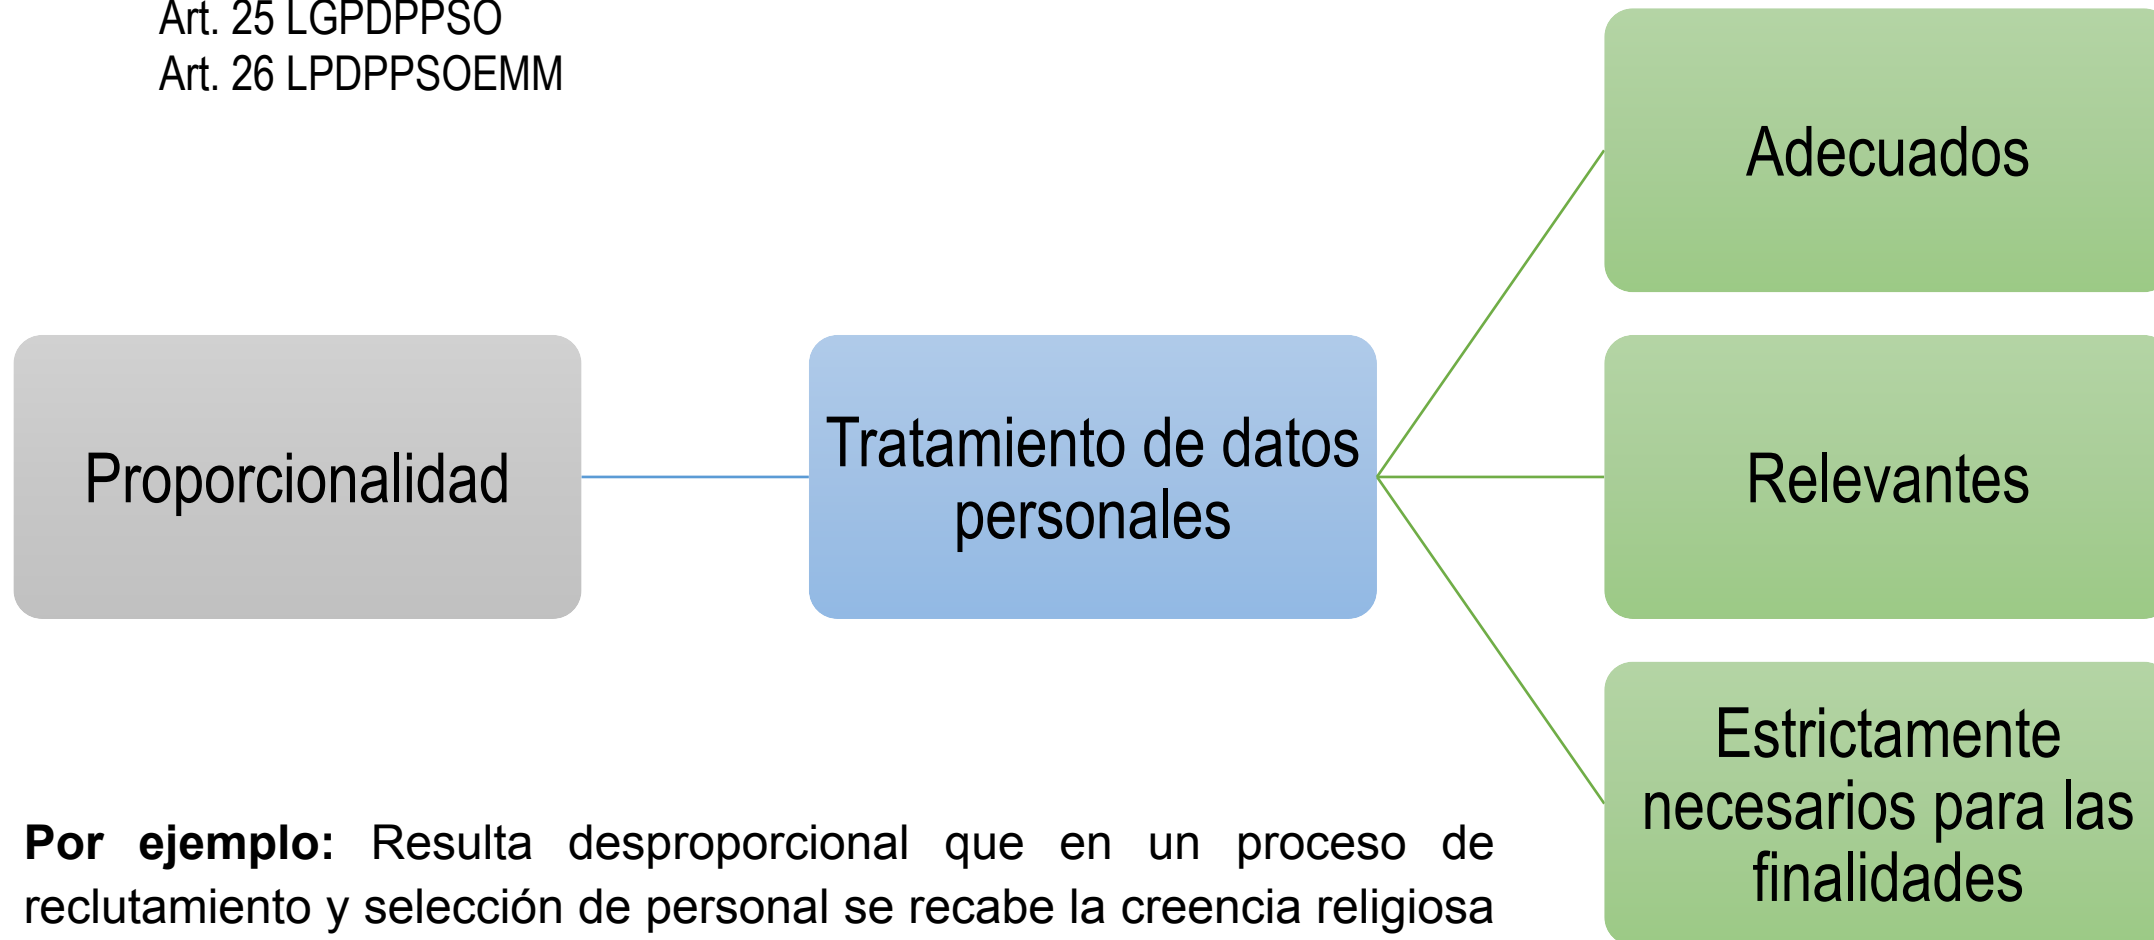 Art. 25 LGPDPPSO
Art. 26 LPDPPSOEMM
Proporcionalidad
Tratamiento de datos
personales
Adecuados
Relevantes
Estrictamente
necesarios para las
finalidades
Por ejemplo: Resulta desproporcional que en un proceso de
reclutamiento y selección de personal se recabe la creencia religiosa